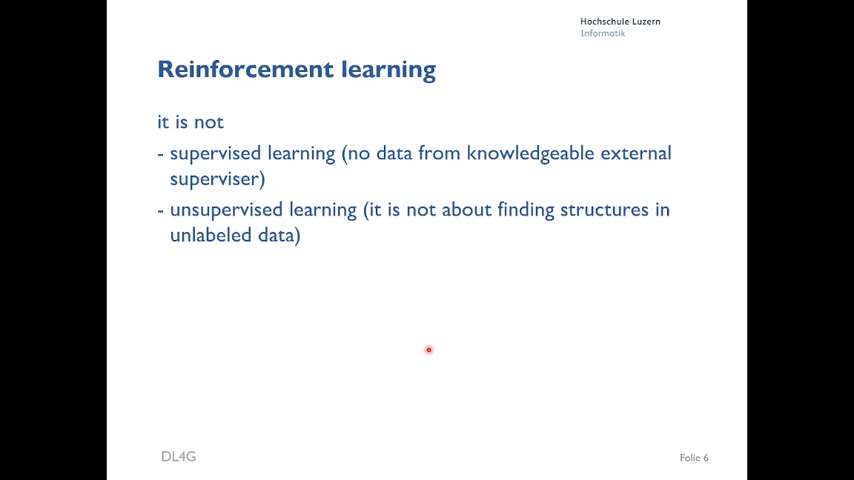 Hochschule Luzern
Informatik
Reinforcement learning
it is not
- supervised learning (no data from knowledgeable external
superviser)
- unsupervised learning (it is not about finding structures in
unlabeled data)
DL4G
Folie 6